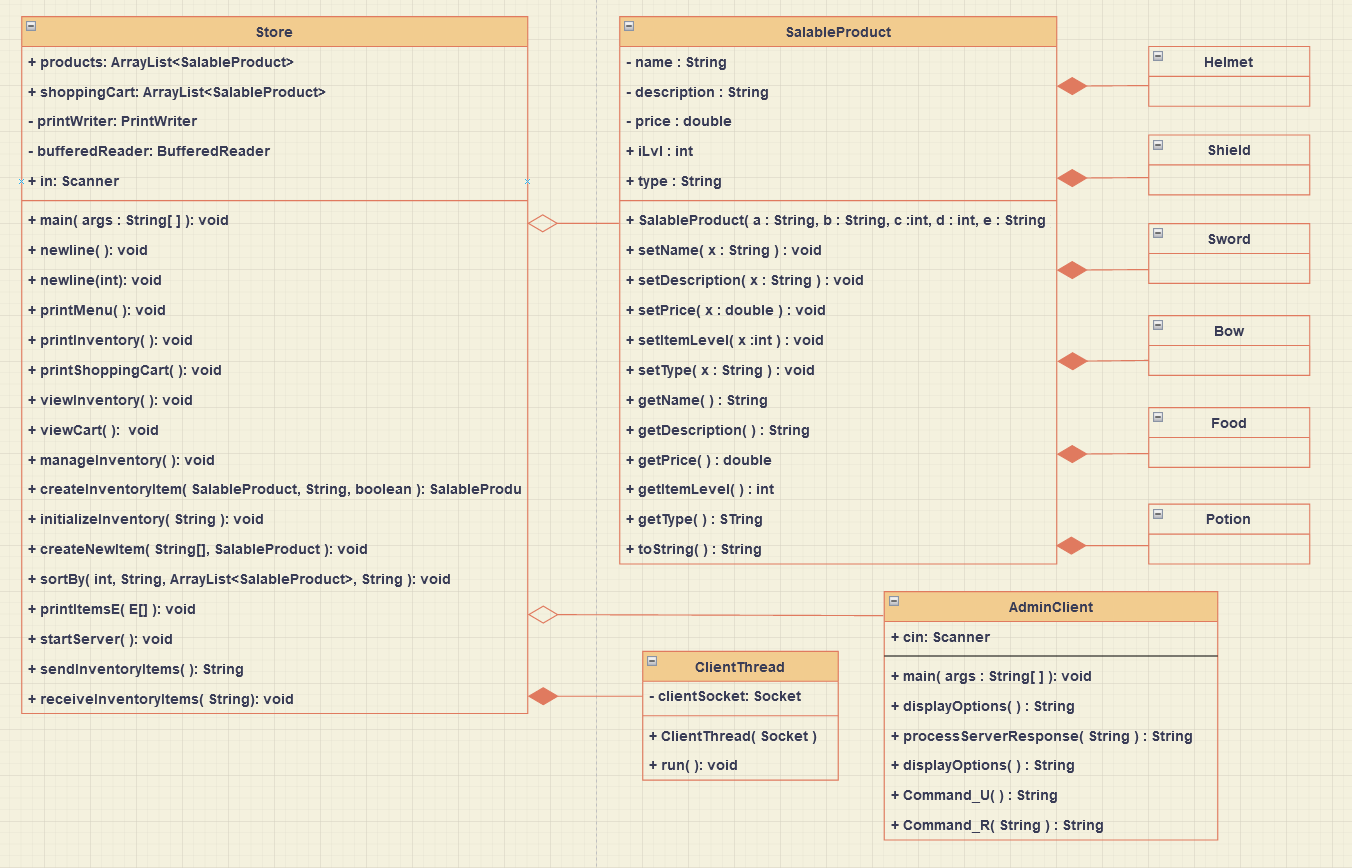 Store
+ products: ArrayList<SalableProduct>
+ shoppingCart: ArrayList<SalableProduct>
- printWriter: PrintWriter
- bufferedReader: BufferedReader
+ in: Scanner
+ main( args : String[ ] ): void
+ newline( ): void
+ newline(int): void
+ printMenu( ): void
+ printInventory( ): void
+ printShoppingCart( ): void
+ viewInventory( ): void
+ viewCart( ):  void
+ manageInventory( ): void
+ createInventoryItem( SalableProduct, String, boolean ): SalableProdu
+ initializeInventory( String ): void
+ createNewItem( String[], SalableProduct ): void
+ sortBy( int, String, ArrayList<SalableProduct>, String ): void
+ printItemsE( E[] ): void
+ startServer( ): void
+ sendInventoryItems( ): String
+ receiveInventoryItems( String): void
SalableProduct
- name : String
- description : String
- price : double
+ iLvl : int
+ type : String
+ SalableProduct( a : String, b : String, c :int, d : int, e : String
+ setName( x : String ) : void
+ setDescription( x : String ) : void
+ setPrice( x : double ) : void
+ setItemLevel( x :int ) : void
+ setType( x : String ) : void
+ getName( ) : String
+ getDescription( ) : String
+ getPrice( ) : double
+ getItemLevel( ) : int
+ getType( ) : STring
+ toString( ) : String
Helmet
Shield
Sword
Bow
Food
Potion
ClientThread
- clientSocket: Socket
+ ClientThread( Socket )
+ run( ): void
AdminClient
+ cin: Scanner
+ main( args : String[ ] ): void
+ displayOptions( ) : String
+ processServerResponse( String ) : String
+ displayOptions( ) : String
+ Command_U( ) : String
+ Command_R( String ) : String